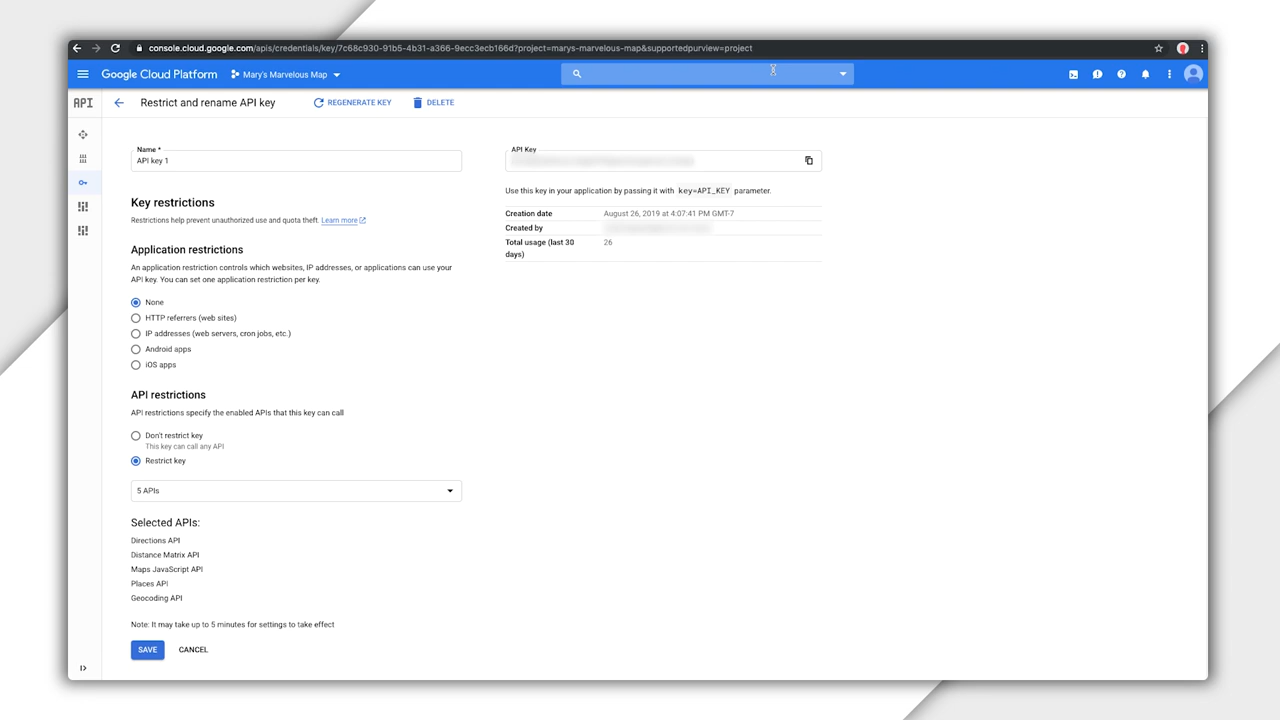 console.cloud.google.com/apis/credentials/key/7c68c930-91b5-4b31-a366-9ecc3ecb166d?project=marys-marvelous-map&supportedpurview=project
Google Cloud Platform
Mary's Marvelous Map
API
Restrict and rename API key
REGENERATE KEY
DELETE
Name *
API key 1
API Key
Use this key in your application by passing it with key=API_KEY parameter.
Creation date
August 26, 2019 at 4:07:41 PM GMT-7
Created by
Total usage (last 30
days)
26
Key restrictions
Restrictions help prevent unauthorized use and quota theft. Learn more
Application restrictions
An application restriction controls which websites, IP addresses, or applications can use your
API key. You can set one application restriction per key.
None
HTTP referrers (web sites)
IP addresses (web servers, cron jobs, etc.)
Android apps
iOS apps
API restrictions
API restrictions specify the enabled APIs that this key can call
Don't restrict key
This key can call any API
Restrict key
5 APIs
Selected APIs:
Directions API
Distance Matrix API
Maps JavaScript API
Places API
Geocoding API
Note: It may take up to 5 minutes for settings to take effect
SAVE
CANCEL